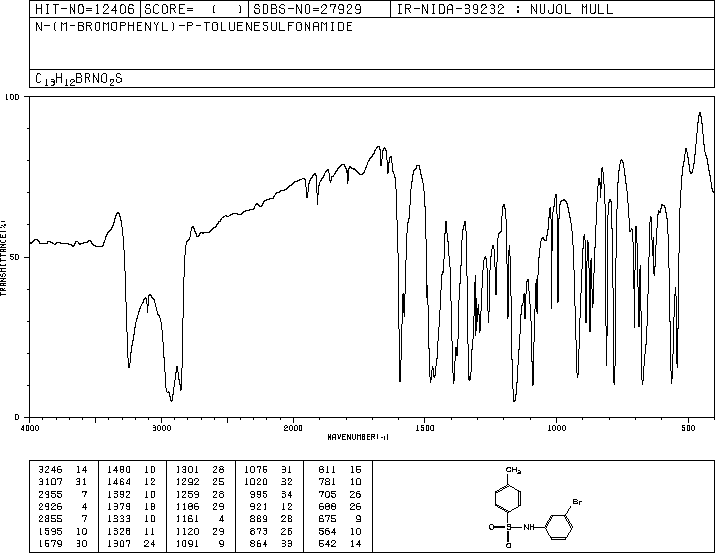 HIT-NO=12406 SCORE= ( ) SDBS-NO=27929 IR-NIDA-39232 : NUJOL MULL
N-(M-BROMOPHENYL)-P-TOLUENESULFONAMIDE
C13H12BRNO2S
100
50
0
TRANSMITTANCE(%)
4000 3000 2000 1500 1000 500
WAVENUMBER(-1)
3246 14 1480 10 1301 28 1076 31 811 15
3107 31 1464 12 1292 25 1020 32 781 10
2955 7 1392 10 1259 28 995 34 705 26
2926 4 1379 18 1186 29 921 12 688 26
2855 7 1333 10 1161 4 889 28 675 9
1595 10 1328 11 1120 29 873 26 564 10
1579 30 1307 24 1091 9 864 33 542 14
CH3
Br
O S NH
O